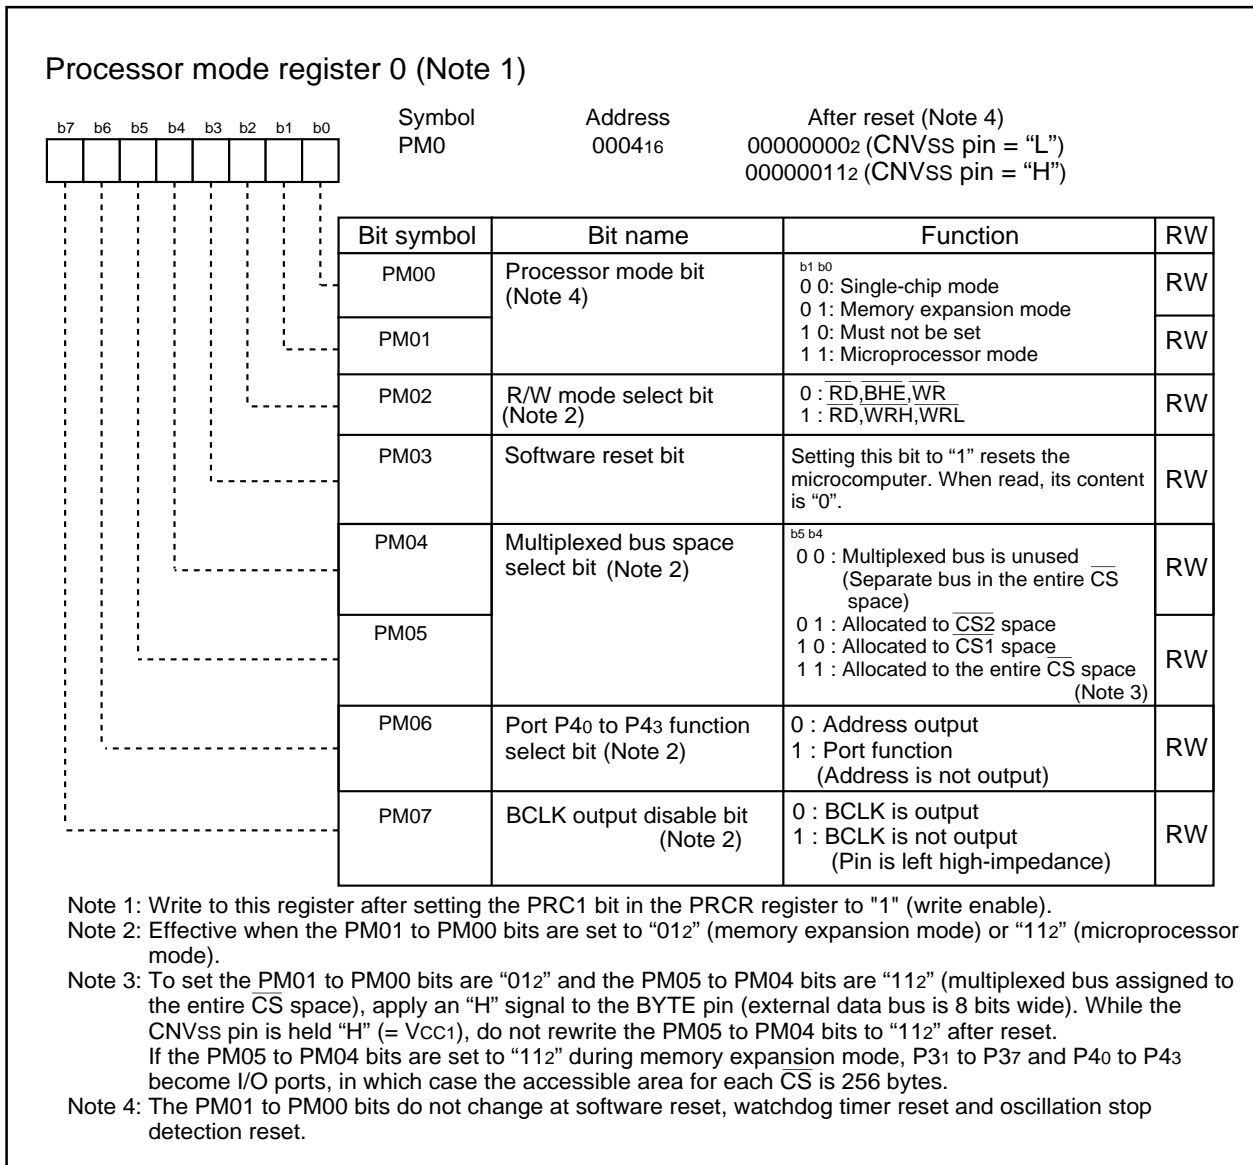 Processor mode register 0 (Note 1)
b7 b6 b5 b4 b3 b2 b1 b0
Symbol Address After reset (Note 4)
PM0 000416 000000002 (CNVSS pin = “L”)
000000112 (CNVSS pin = “H”)
Bit symbol Bit name Function RW
PM00 Processor mode bit
(Note 4)
b1 b0
0 0: Single-chip mode
0 1: Memory expansion mode
1 0: Must not be set
1 1: Microprocessor mode
RW
PM01 RW
PM02 R/W mode select bit
(Note 2)
0 : RD,BHE,WR
1 : RD,WRH,WRL
RW
PM03 Software reset bit
Setting this bit to “1” resets the
microcomputer. When read, its content
is “0”.
RW
PM04 Multiplexed bus space
select bit (Note 2)
b5 b4
0 0 : Multiplexed bus is unused
(Separate bus in the entire CS
space)
0 1 : Allocated to CS2 space
1 0 : Allocated to CS1 space
1 1 : Allocated to the entire CS space
(Note 3)
RW
PM05 RW
PM06 Port P40 to P43 function
select bit (Note 2)
0 : Address output
1 : Port function
(Address is not output)
RW
PM07 BCLK output disable bit
(Note 2)
0 : BCLK is output
1 : BCLK is not output
(Pin is left high-impedance)
RW
Note 1: Write to this register after setting the PRC1 bit in the PRCR register to "1" (write enable).
Note 2: Effective when the PM01 to PM00 bits are set to “012” (memory expansion mode) or “112” (microprocessor
mode).
Note 3: To set the PM01 to PM00 bits are “012” and the PM05 to PM04 bits are “112” (multiplexed bus assigned to
the entire CS space), apply an “H” signal to the BYTE pin (external data bus is 8 bits wide). While the
CNVSS pin is held “H” (= VCC1), do not rewrite the PM05 to PM04 bits to “112” after reset.
If the PM05 to PM04 bits are set to “112” during memory expansion mode, P31 to P37 and P40 to P43
become I/O ports, in which case the accessible area for each CS is 256 bytes.
Note 4: The PM01 to PM00 bits do not change at software reset, watchdog timer reset and oscillation stop
detection reset.